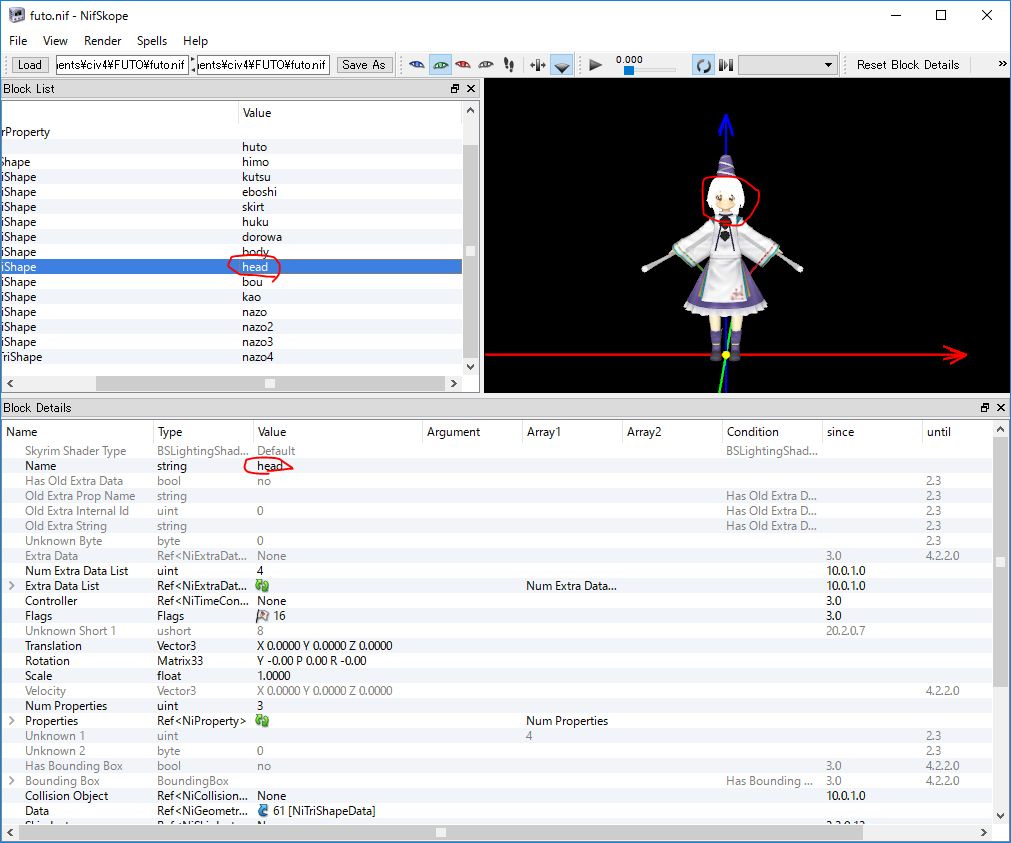 futo.nif - NifSkope
File View Render Spells Help
Load ients¥civ4¥FUTO¥futo.nif ients¥civ4¥FUTO¥futo.nif Save As 0.000 Reset Block Details »
Block List
Value
rProperty
huto
Shape himo
iShape kutsu
iShape eboshi
iShape skirt
iShape huku
iShape dorowa
iShape body
iShape head
iShape bou
iShape kao
iShape nazo
iShape nazo2
iShape nazo3
TriShape nazo4
Block Details
Name Type Value Argument Array1 Array2 Condition since until
Skyrim Shader Type BSLightingShad... Default BSLightingShad...
Name string head
Has Old Extra Data bool no 2.3
Old Extra Prop Name string Has Old Extra D... 2.3
Old Extra Internal Id uint 0 Has Old Extra D... 2.3
Old Extra String string Has Old Extra D... 2.3
Unknown Byte byte 0 2.3
Extra Data Ref<NiExtraDat... None 3.0 4.2.2.0
Num Extra Data List uint 4 10.0.1.0
Extra Data List Ref<NiExtraDat... Num Extra Data... 10.0.1.0
Controller Ref<NiTimeCon... None 3.0
Flags Flags 16 3.0
Unknown Short 1 ushort 8 20.2.0.7
Translation Vector3 X 0.0000 Y 0.0000 Z 0.0000
Rotation Matrix33 Y -0.00 P 0.00 R -0.00
Scale float 1.0000
Velocity Vector3 X 0.0000 Y 0.0000 Z 0.0000 4.2.2.0
Num Properties uint 3
Properties Ref<NiProperty> Num Properties
Unknown 1 uint 4 2.3
Unknown 2 byte 0 2.3
Has Bounding Box bool no 3.0 4.2.2.0
Bounding Box BoundingBox Has Bounding ... 3.0 4.2.2.0
Collision Object Ref<NiCollision... None 10.0.1.0
Data Ref<NiGeometr... 61 [NiTriShapeData]